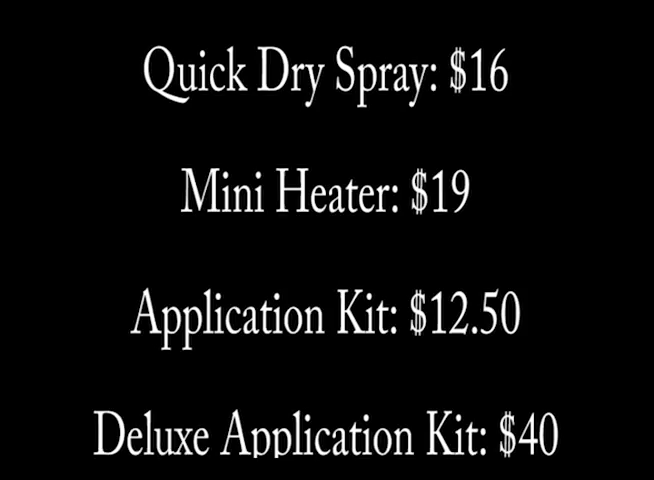 Quick Dry Spray: $16
Mini Heater: $19
Application Kit: $12.50
Deluxe Application Kit: $40